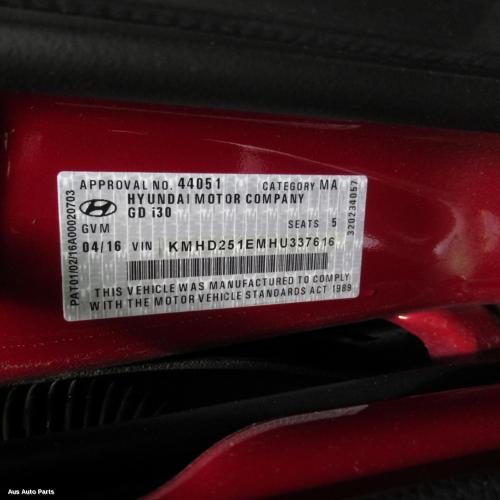 APPROVAL NO. 44051 CATEGORY MA
HYUNDAI MOTOR COMPANY
GD i30
GVM SEATS 5
04/16 VIN KMHD251EMHU337616
THIS VEHICLE WAS MANUFACTURED TO COMPLY
WITH THE MOTOR VEHICLE STANDARDS ACT 1989
PAT01/02/16A00020703
320234057
Aus Auto Parts